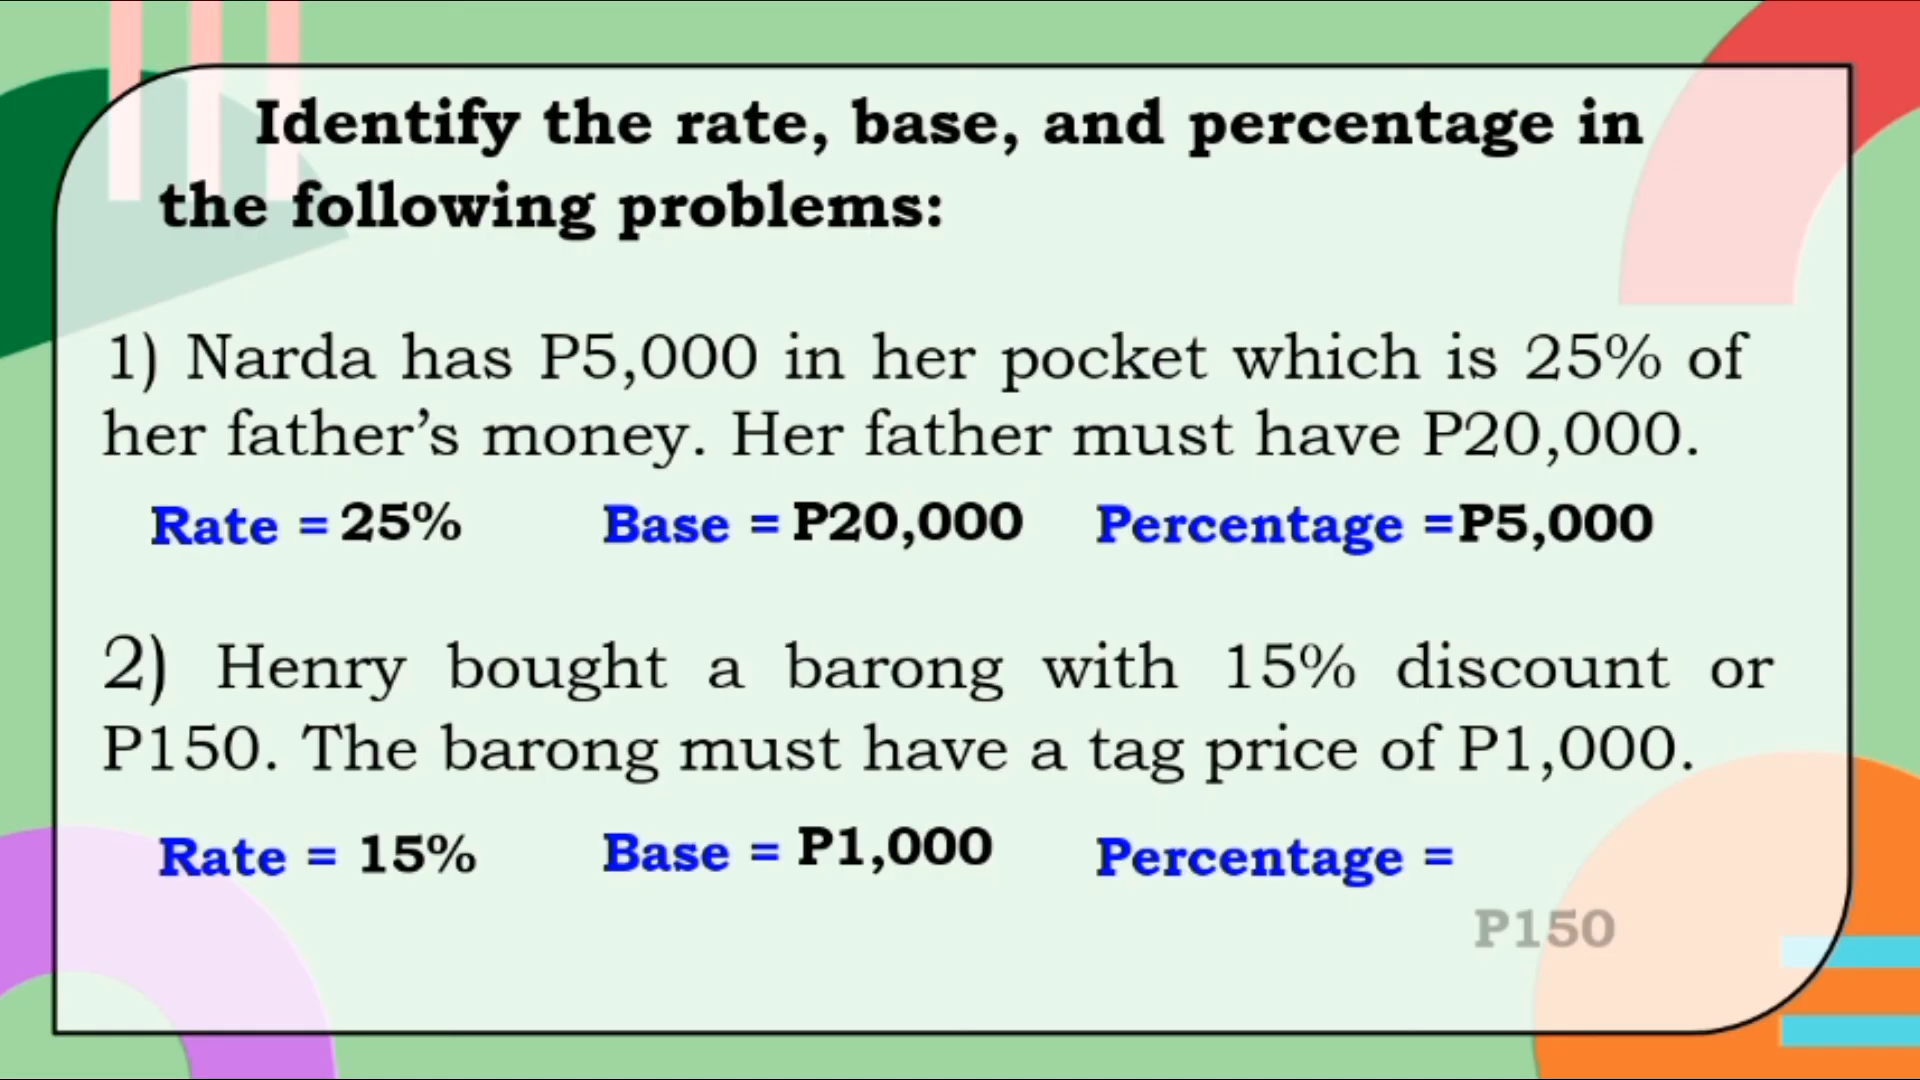 Identify the rate, base, and percentage in
the following problems:
1) Narda has P5,000 in her pocket which is 25% of
her father’s money. Her father must have P20,000.
Rate = 25% Base = P20,000 Percentage =P5,000
2) Henry bought a barong with 15% discount or
P150. The barong must have a tag price of P1,000.
Rate = 15% Base = P1,000 Percentage =
P150